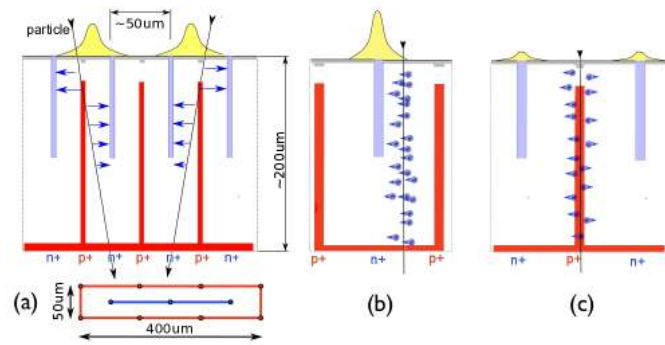 particle
~50um
~200um
n+ p+ n+ p+ n+ p+ n+
(a)
50um
400um
p+ n+ p+
(b)
n+ p+ n+
(c)